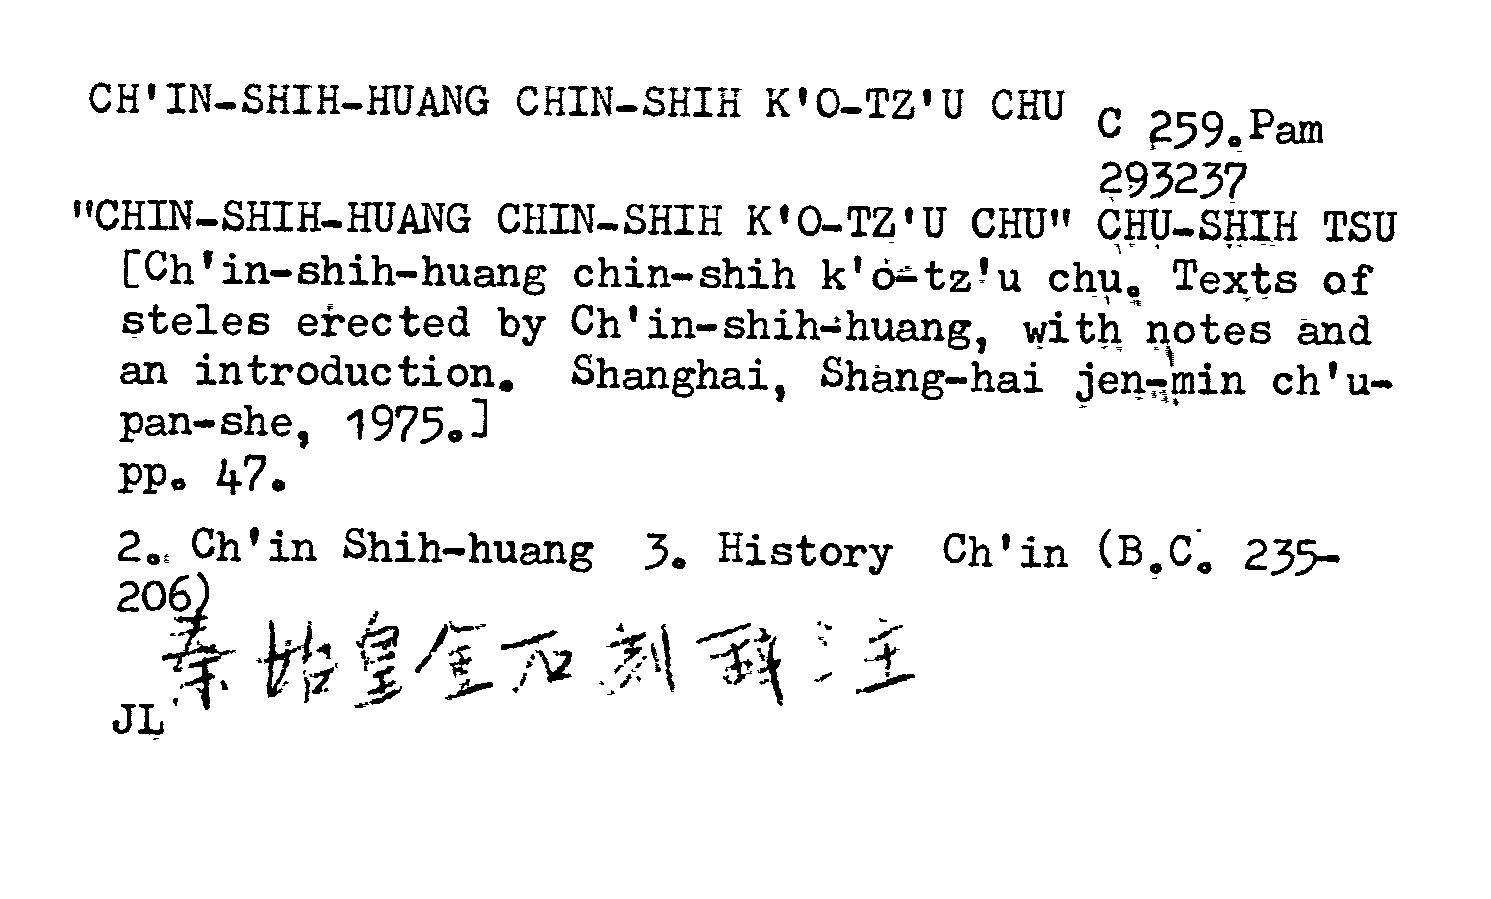 CH'IN-SHIH-HUANG CHIN-SHIH K'O-TZ'U CHU
C 259.Pam
293237
"CHIN-SHIH-HUANG CHIN-SHIH K'O-TZ'U CHU" CHU-SHIH TSU
[Ch'in-shih-huang chin-shih k'o-tz'u chu. Texts of
steles erected by Ch'in-shih-huang, with notes and
an introduction. Shanghai, Shang-hai jen-min ch'u-
pan-she, 1975.]
pp. 47.
2. Ch'in Shih-huang 3. History Ch'in (B.C. 235-
206)
秦始皇金石刻辞注
JL